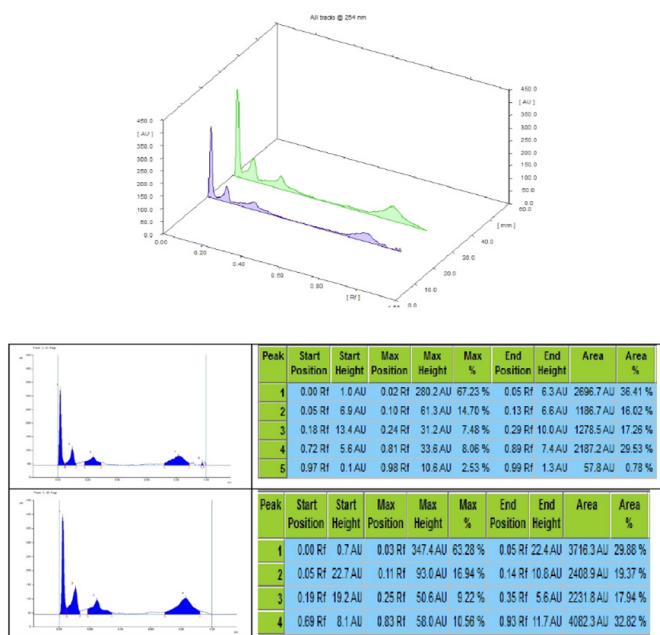 All tracks @ 254 nm
450.0
[ AU ]
400.0
350.0
300.0
250.0
200.0
150.0
100.0
50.0
0.0
450.0
[ AU ]
350.0
300.0
250.0
200.0
150.0
100.0
50.0
0.0
60.0
[ mm ]
40.0
30.0
20.0
10.0
0.0
0.00
0.20
0.40
0.60
0.80
[ Rf ]
Peak Start Position Start Height Max Position Max Height Max % End Position End Height Area Area %
1 0.00 Rf 1.0 AU 0.02 Rf 280.2 AU 67.23 % 0.05 Rf 6.3 AU 2696.7 AU 36.41 %
2 0.05 Rf 6.9 AU 0.10 Rf 61.3 AU 14.70 % 0.13 Rf 6.6 AU 1186.7 AU 16.02 %
3 0.18 Rf 13.4 AU 0.24 Rf 31.2 AU 7.48 % 0.29 Rf 10.0 AU 1278.5 AU 17.26 %
4 0.72 Rf 5.6 AU 0.81 Rf 33.6 AU 8.06 % 0.89 Rf 7.4 AU 2187.2 AU 29.53 %
5 0.97 Rf 0.1 AU 0.98 Rf 10.6 AU 2.53 % 0.99 Rf 1.3 AU 57.8 AU 0.78 %
Peak Start Position Start Height Max Position Max Height Max % End Position End Height Area Area %
1 0.00 Rf 0.7 AU 0.03 Rf 347.4 AU 63.28 % 0.05 Rf 22.4 AU 3716.3 AU 29.88 %
2 0.05 Rf 22.7 AU 0.11 Rf 93.0 AU 16.94 % 0.14 Rf 10.8 AU 2408.9 AU 19.37 %
3 0.19 Rf 19.2 AU 0.25 Rf 50.6 AU 9.22 % 0.35 Rf 5.6 AU 2231.8 AU 17.94 %
4 0.69 Rf 8.1 AU 0.83 Rf 58.0 AU 10.56 % 0.93 Rf 11.7 AU 4082.3 AU 32.82 %